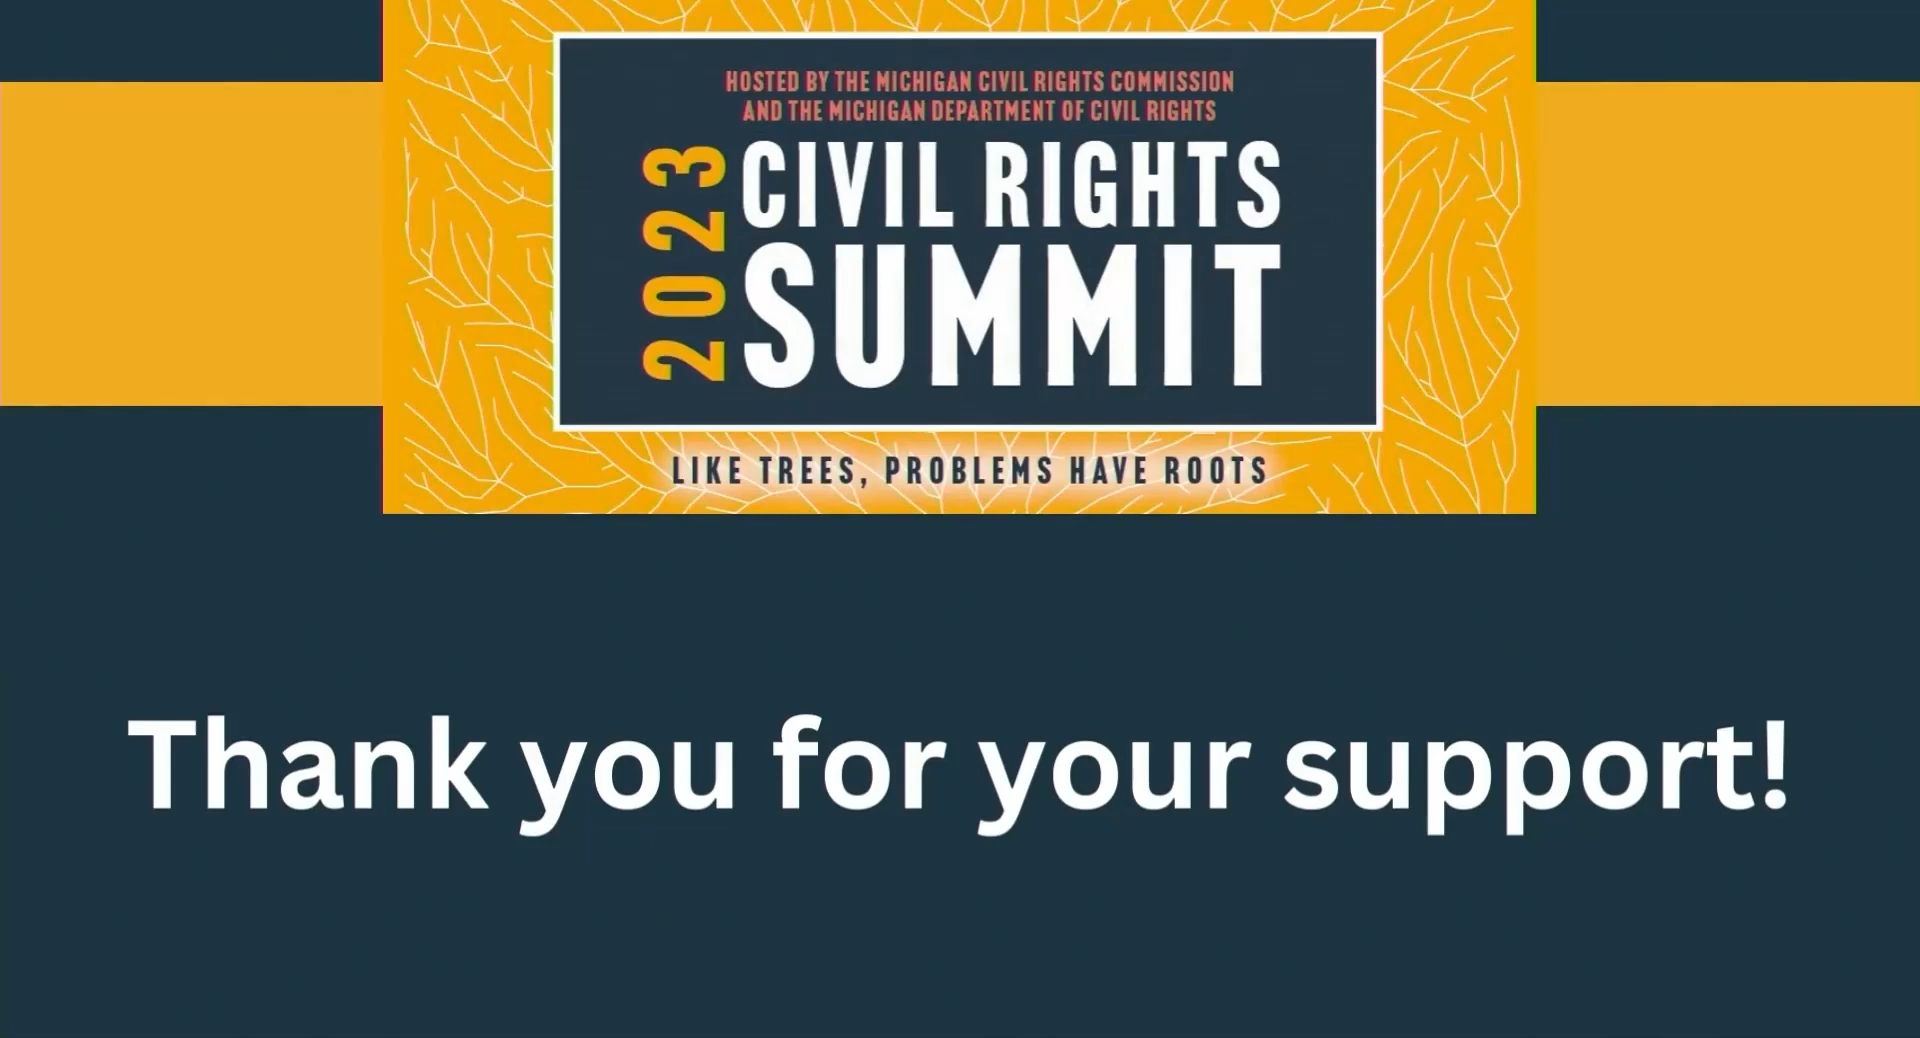 HOSTED BY THE MICHIGAN CIVIL RIGHTS COMMISSION
AND THE MICHIGAN DEPARTMENT OF CIVIL RIGHTS
2023
CIVIL RIGHTS
SUMMIT
LIKE TREES, PROBLEMS HAVE ROOTS
Thank you for your support!